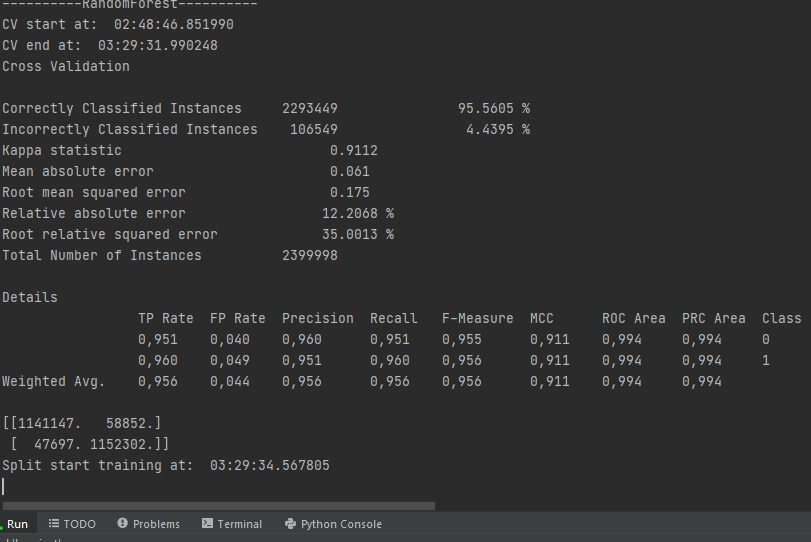 ----------RandomForest----------
CV start at:  02:48:46.851990
CV end at:  03:29:31.990248
Cross Validation
Correctly Classified Instances     2293449               95.5605 %
Incorrectly Classified Instances    106549                4.4395 %
Kappa statistic                          0.9112
Mean absolute error                      0.061
Root mean squared error                  0.175
Relative absolute error                 12.2068 %
Root relative squared error             35.0013 %
Total Number of Instances          2399998
Details
                 TP Rate  FP Rate  Precision  Recall   F-Measure  MCC      ROC Area  PRC Area  Class
                 0,951    0,040    0,960      0,951    0,955      0,911    0,994     0,994     0
                 0,960    0,049    0,951      0,960    0,956      0,911    0,994     0,994     1
Weighted Avg.    0,956    0,044    0,956      0,956    0,956      0,911    0,994     0,994
[[1141147.   58852.]
 [  47697. 1152302.]]
Split start training at:  03:29:34.567805
Run TODO Problems Terminal Python Console